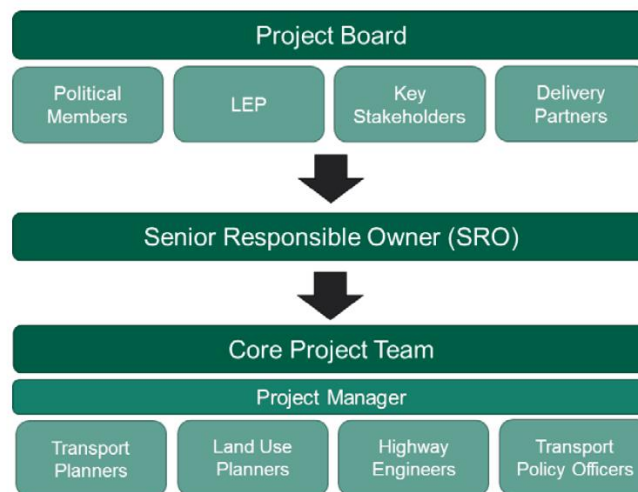 Project Board
Political
Members
LEP
Key
Stakeholders
Delivery
Partners
Senior Responsible Owner (SRO)
Core Project Team
Project Manager
Transport
Planners
Land Use
Planners
Highway
Engineers
Transport
Policy Officers